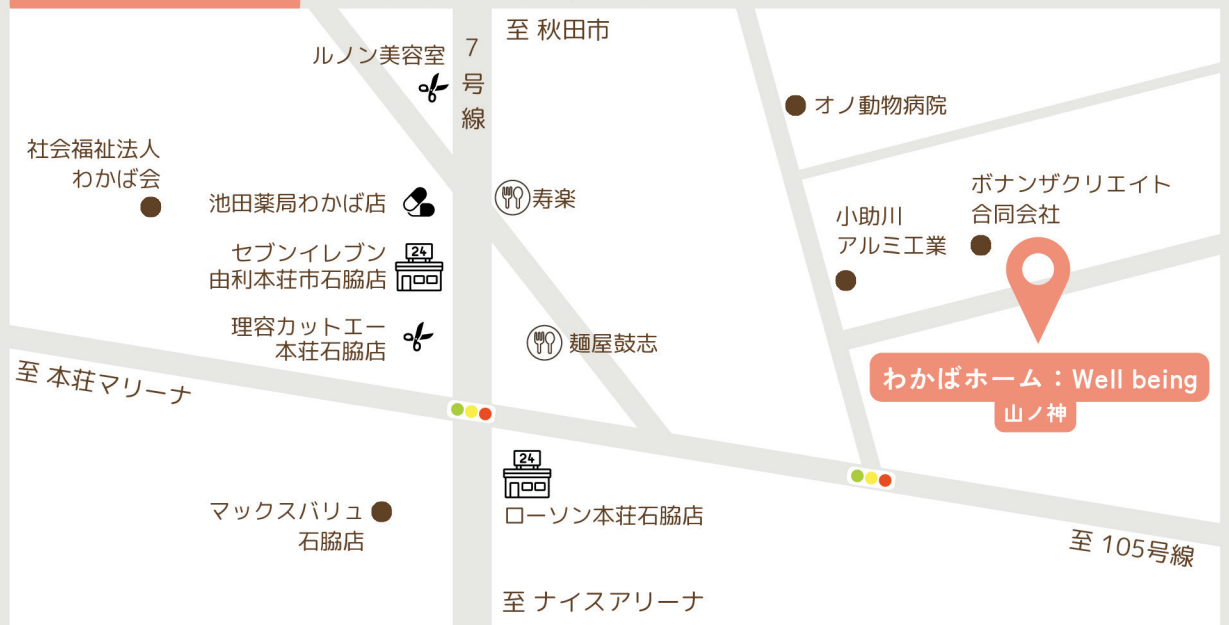 至 秋田市
7号線
ルノン美容室
オノ動物病院
社会福祉法人
わかば会
池田薬局わかば店
寿楽
ボナンザクリエイト
合同会社
小助川
アルミ工業
セブンイレブン
由利本荘市石脇店
24
理容カットエー
本荘石脇店
麺屋鼓志
至 本荘マリーナ
わかばホーム：Well being
山ノ神
24
ローソン本荘石脇店
マックスバリュ
石脇店
至 105号線
至 ナイスアリーナ